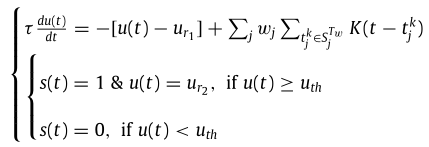 τ du(t)/dt = −[u(t) − u_{r_1}] + ∑_j w_j ∑_{t_j^k ∈ S_j^{T_w}} K(t − t_j^k)
s(t) = 1 & u(t) = u_{r_2}, if u(t) ≥ u_{th}
s(t) = 0, if u(t) < u_{th}